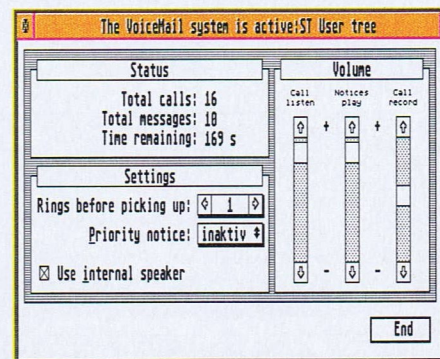 The VoiceMail system is active!ST User tree
Status
Total calls: 16
Total messages: 10
Time remaining: 169 s
Settings
Rings before picking up: 1
Priority notice: inaktiv
Use internal speaker
Volume
Call listen
Notices play
Call record
+ +
- -
End